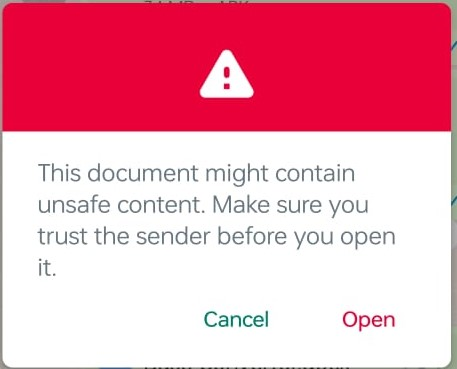 This document might contain
unsafe content. Make sure you
trust the sender before you open
it.
Cancel
Open